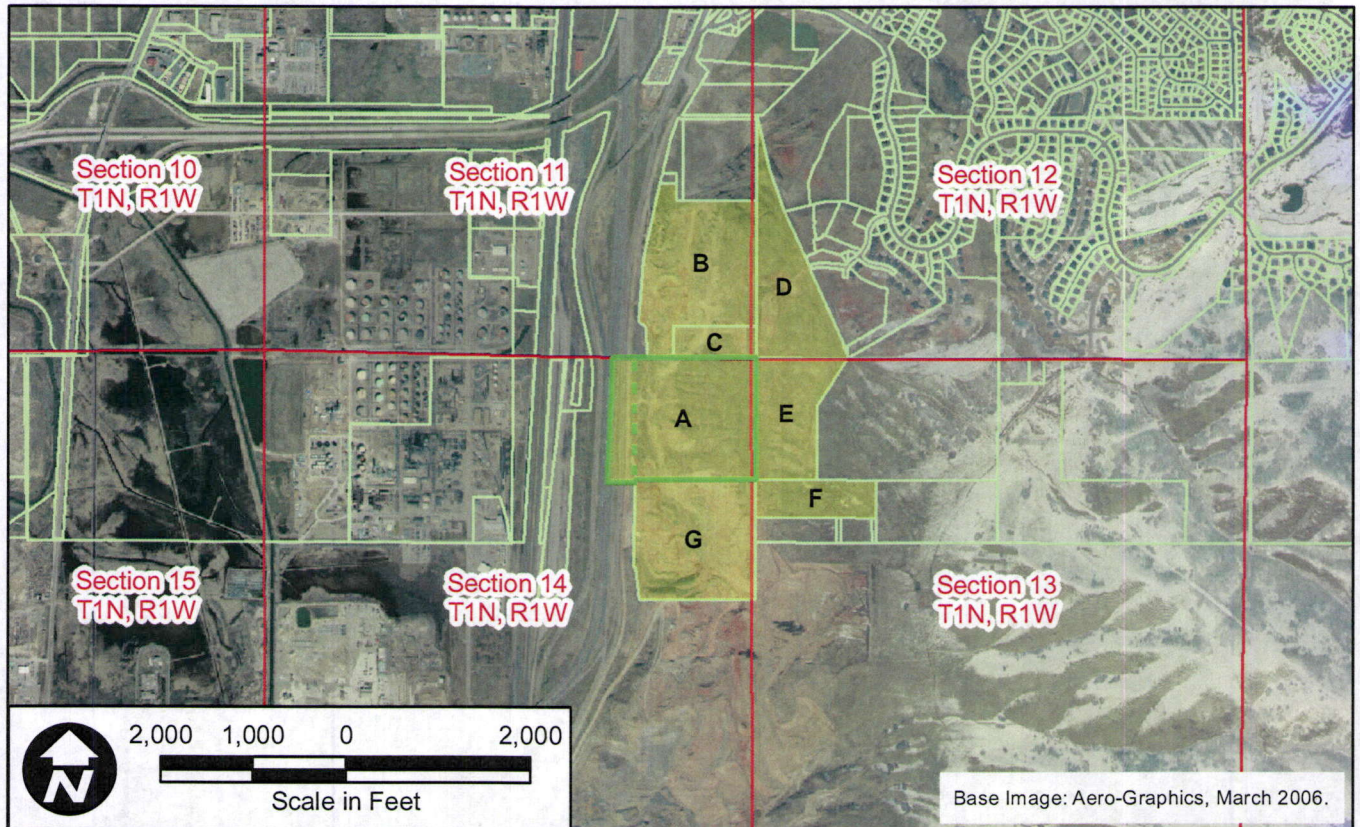 Section 10
T1N, R1W
Section 11
T1N, R1W
Section 12
T1N, R1W
B
D
C
A
E
F
G
Section 15
T1N, R1W
Section 14
T1N, R1W
Section 13
T1N, R1W
N
2,000 1,000 0 2,000
Scale in Feet
Base Image: Aero-Graphics, March 2006.